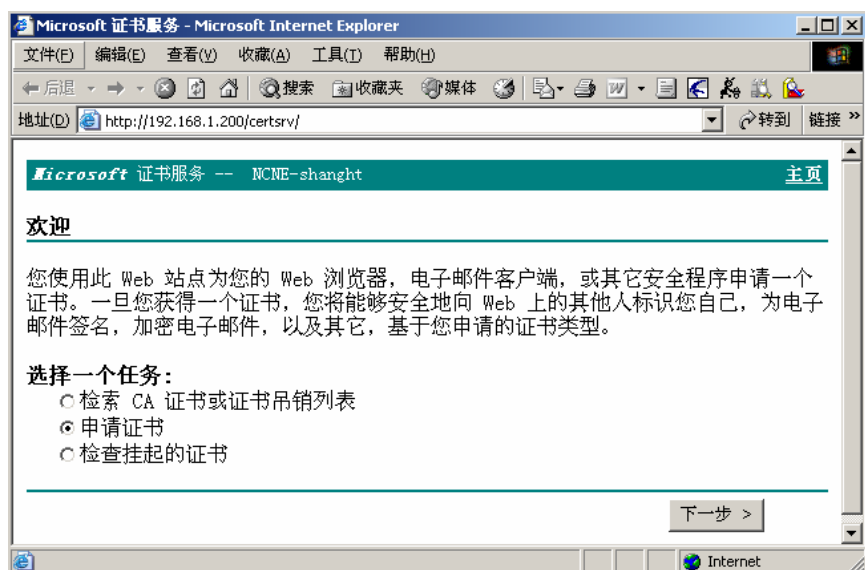 Microsoft 证书服务 - Microsoft Internet Explorer
文件(F) 编辑(E) 查看(V) 收藏(A) 工具(T) 帮助(H)
后退 搜索 收藏夹 媒体
地址(D) http://192.168.1.200/certsrv/ 转到 链接 »
Microsoft 证书服务 -- NCNE-shanght 主页
欢迎
您使用此 Web 站点为您的 Web 浏览器，电子邮件客户端，或其它安全程序申请一个
证书。一旦您获得一个证书，您将能够安全地向 Web 上的其他人标识您自己，为电子
邮件签名，加密电子邮件，以及其它，基于您申请的证书类型。
选择一个任务:
检索 CA 证书或证书吊销列表
申请证书
检查挂起的证书
下一步 >
Internet